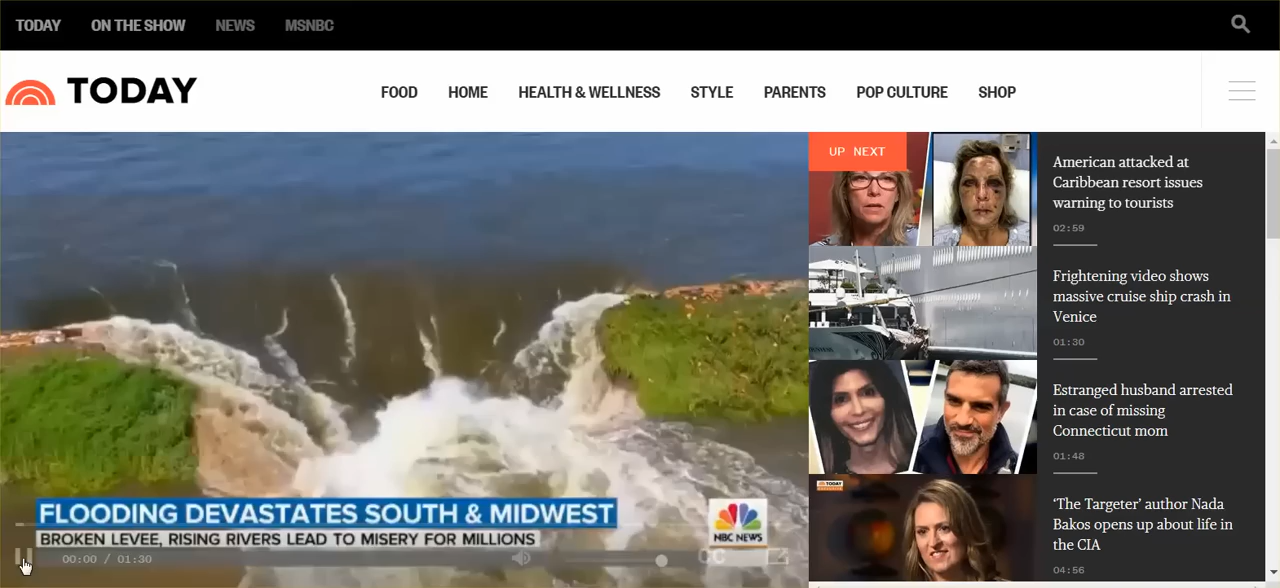 TODAY ON THE SHOW NEWS MSNBC
TODAY FOOD HOME HEALTH & WELLNESS STYLE PARENTS POP CULTURE SHOP
FLOODING DEVASTATES SOUTH & MIDWEST
BROKEN LEVEE, RISING RIVERS LEAD TO MISERY FOR MILLIONS
NBC NEWS
00:00 / 01:30
CC
UP NEXT
American attacked at
Caribbean resort issues
warning to tourists
02:59
Frightening video shows
massive cruise ship crash in
Venice
01:30
Estranged husband arrested
in case of missing
Connecticut mom
01:48
TODAY
‘The Targeter’ author Nada
Bakos opens up about life in
the CIA
04:56